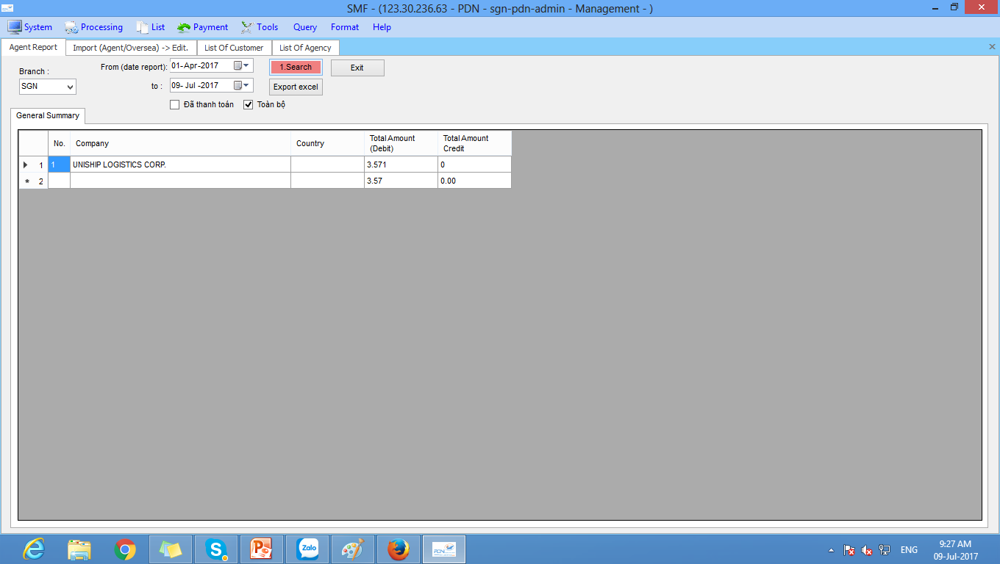 SMF - (123.30.236.63 - PDN - sgn-pdn-admin - Management - )
System Processing List Payment Tools Query Format Help
Agent Report Import (Agent/Oversea) -> Edit. List Of Customer List Of Agency
Branch :
SGN
From (date report): 01-Apr-2017
to : 09- Jul -2017
1.Search
Exit
Export excel
Đã thanh toán Toàn bộ
General Summary
No. Company Country Total Amount (Debit) Total Amount Credit
1 1 UNISHIP LOGISTICS CORP. 3.571 0
* 2 3.57 0.00
Zalo
PDN
ENG
9:27 AM
09-Jul-2017